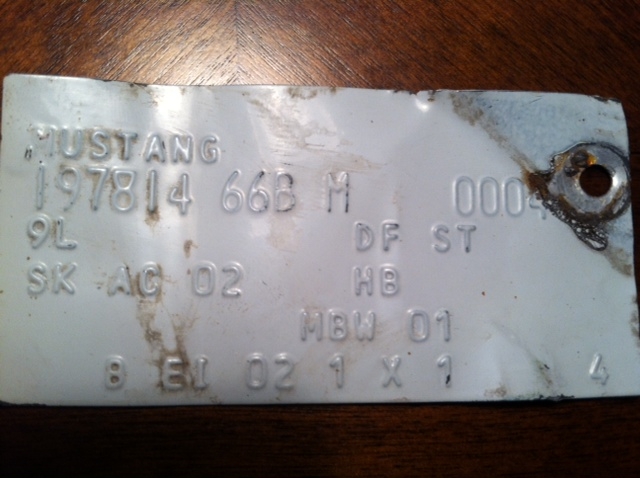 MUSTANG
197814 66B M 0004
9L DF ST
SK AC 02 HB
MBW 01
8 EI 02 1 X 1 4